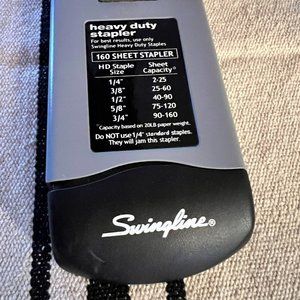 heavy duty
stapler
For best results, use only
Swingline Heavy Duty Staples
160 SHEET STAPLER
HD Staple Sheet
Size Capacity*
1/4" 2-25
3/8" 25-60
1/2" 40-90
5/8" 75-120
3/4" 90-160
*Capacity based on 20LB paper weight.
Do NOT use 1/4" standard staples.
They will jam this stapler.
Swingline®